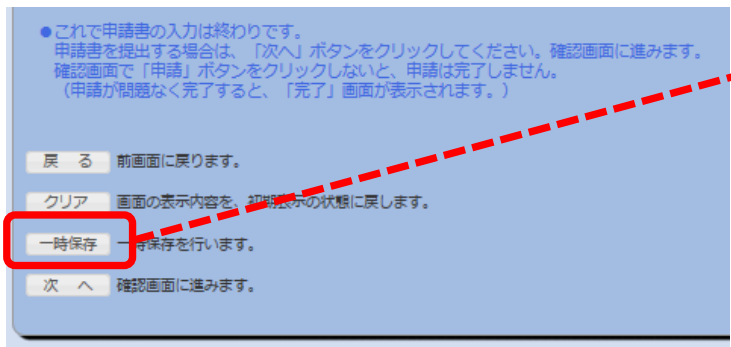 ●これで申請書の入力は終わりです。
申請書を提出する場合は、「次へ」ボタンをクリックしてください。確認画面に進みます。
確認画面で「申請」ボタンをクリックしないと、申請は完了しません。
（申請が問題なく完了すると、「完了」画面が表示されます。）
戻 る 前画面に戻ります。
クリア 画面の表示内容を、初期表示の状態に戻します。
一時保存 一時保存を行います。
次 へ 確認画面に進みます。